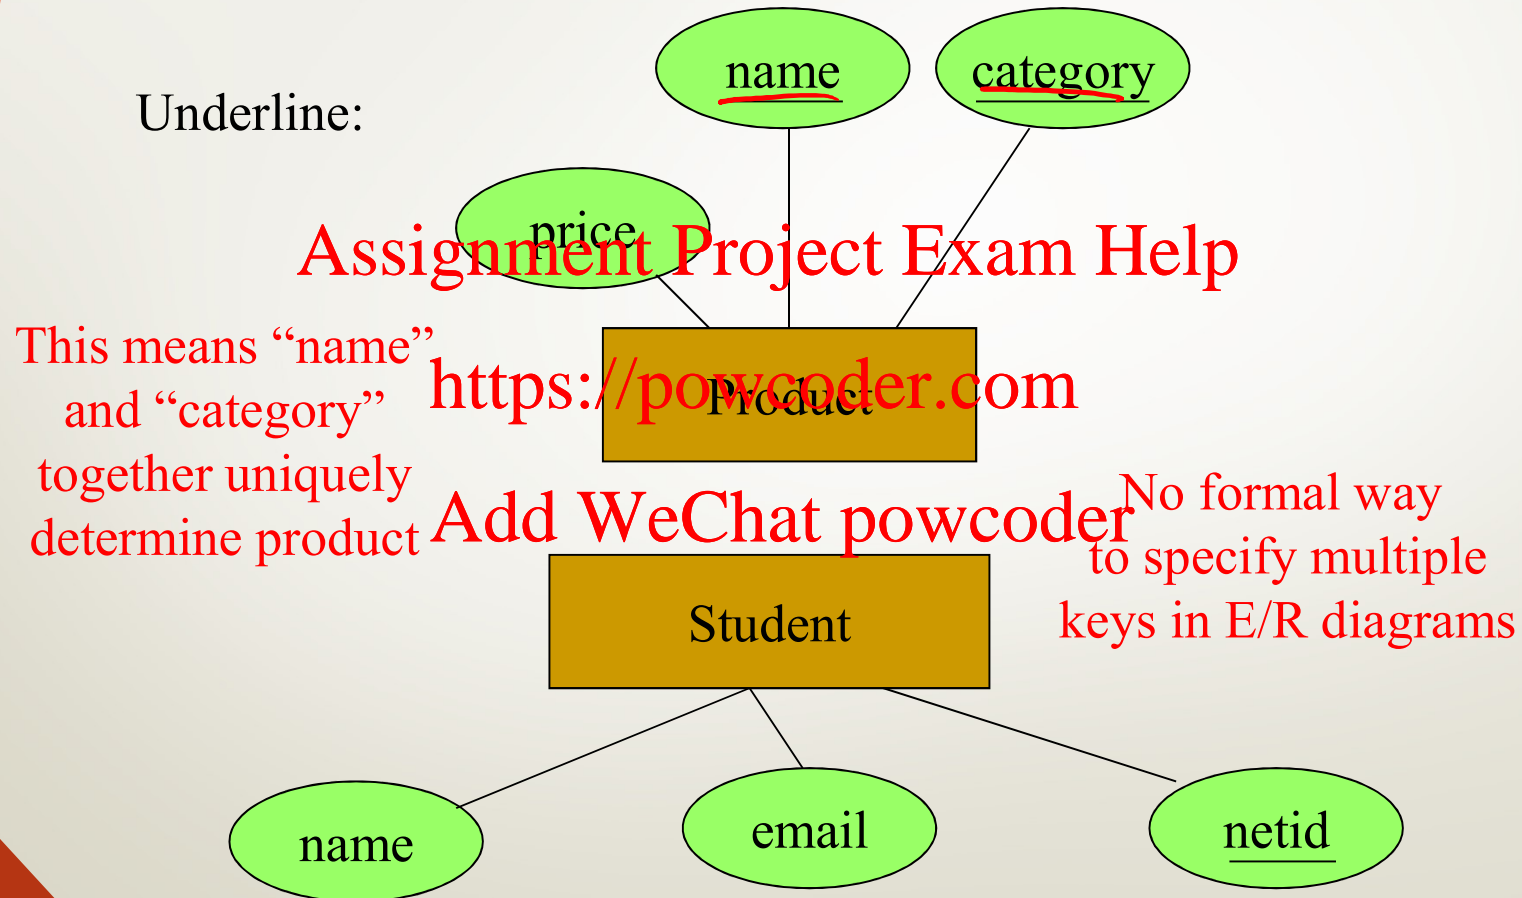 name
category
Underline:
price
Assignment Project Exam Help
This means “name”
and “category”
together uniquely
determine product
https://powcoder.com
Product
Add WeChat powcoder
No formal way
to specify multiple
keys in E/R diagrams
Student
name
email
netid